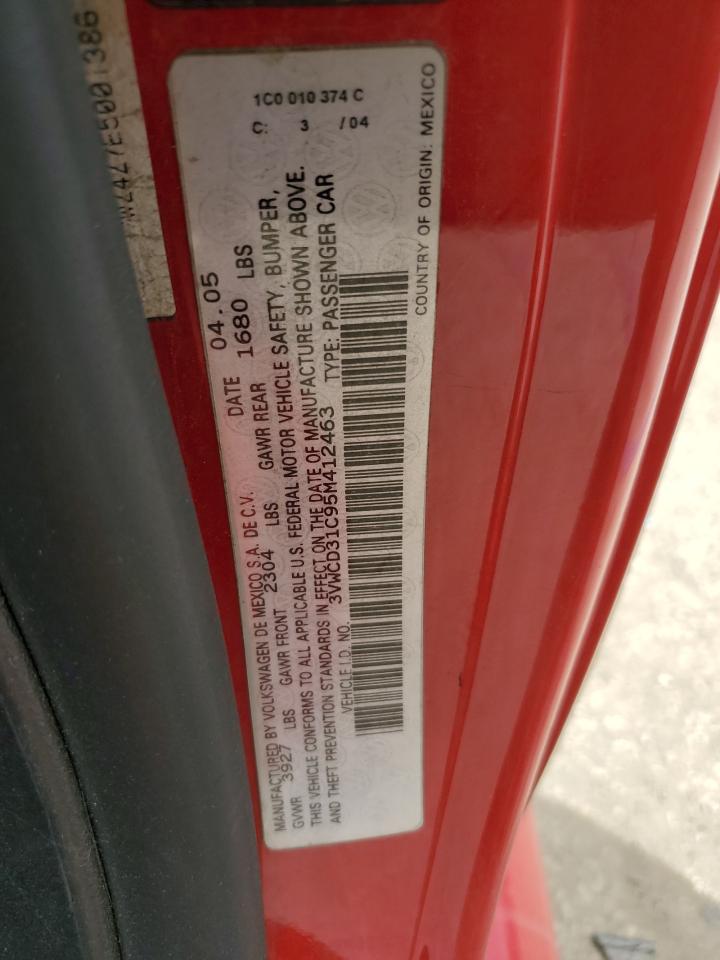 1C0 010 374 C
C: 3 /04
MANUFACTURED BY VOLKSWAGEN DE MEXICO S.A. DE C.V. DATE 04.05
GVWR 3927 LBS GAWR FRONT 2304 LBS GAWR REAR 1680 LBS
THIS VEHICLE CONFORMS TO ALL APPLICABLE U.S. FEDERAL MOTOR VEHICLE SAFETY, BUMPER,
AND THEFT PREVENTION STANDARDS IN EFFECT ON THE DATE OF MANUFACTURE SHOWN ABOVE.
VEHICLE I.D. NO. 3VWCD31C95M412463 TYPE: PASSENGER CAR
COUNTRY OF ORIGIN: MEXICO